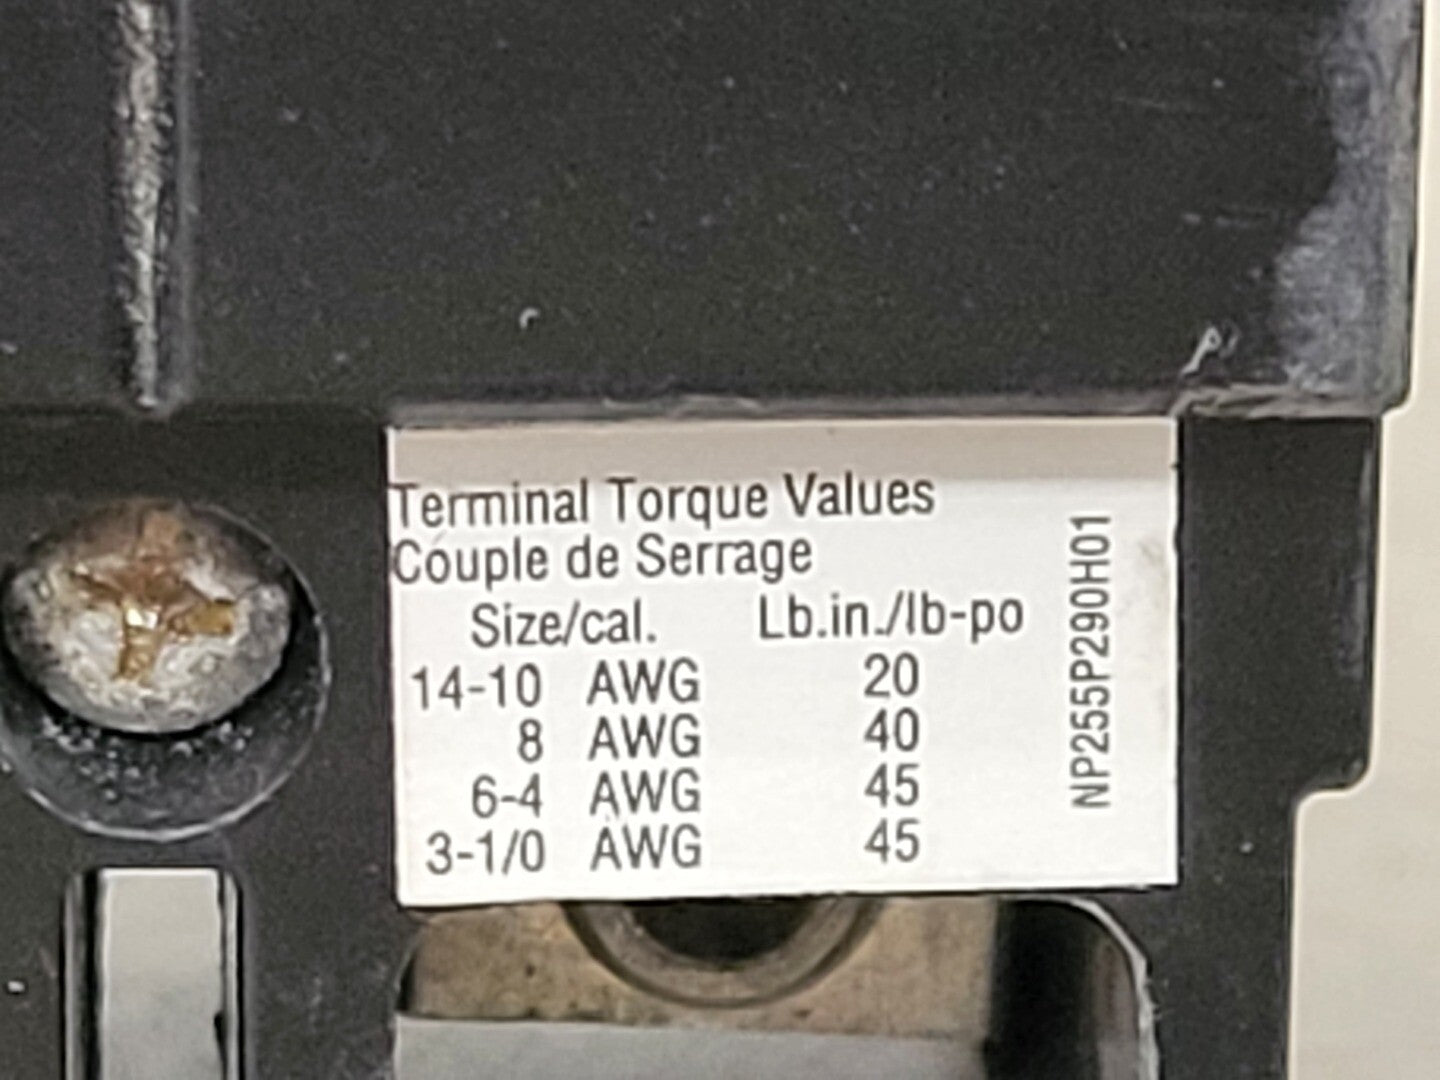 Terminal Torque Values
Couple de Serrage
Size/cal. Lb.in./lb-po
14-10 AWG 20
8 AWG 40
6-4 AWG 45
3-1/0 AWG 45
NP255P290H01